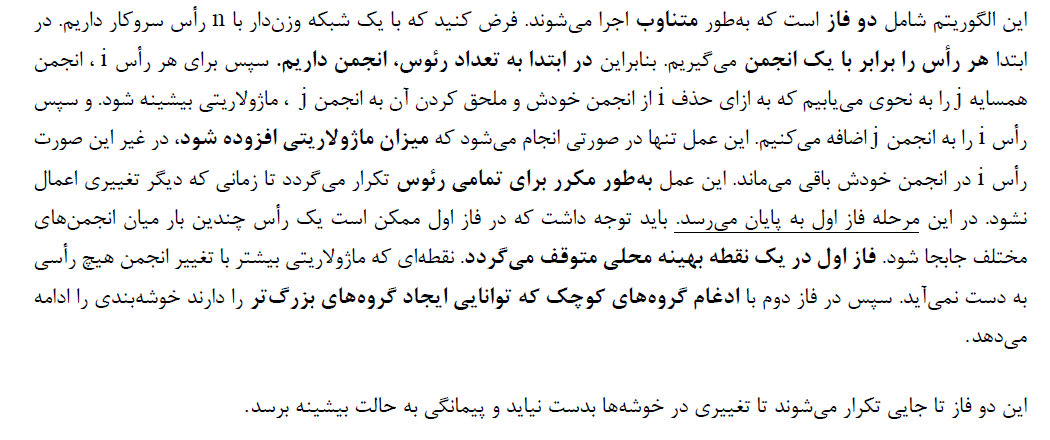 این الگوریتم شامل دو فاز است که به‌طور متناوب اجرا می‌شوند. فرض کنید که با یک شبکه وزن‌دار با n رأس سروکار داریم. در
ابتدا هر رأس را برابر با یک انجمن می‌گیریم. بنابراین در ابتدا به تعداد رئوس، انجمن داریم. سپس برای هر رأس i ، انجمن
همسایه j را به نحوی می‌یابیم که به ازای حذف i از انجمن خودش و ملحق کردن آن به انجمن j ، ماژولاریتی بیشینه شود. و سپس
رأس i را به انجمن j اضافه می‌کنیم. این عمل تنها در صورتی انجام می‌شود که میزان ماژولاریتی افزوده شود، در غیر این صورت
رأس i در انجمن خودش باقی می‌ماند. این عمل به‌طور مکرر برای تمامی رئوس تکرار می‌گردد تا زمانی که دیگر تغییری اعمال
نشود. در این مرحله فاز اول به پایان می‌رسد. باید توجه داشت که در فاز اول ممکن است یک رأس چندین بار میان انجمن‌های
مختلف جابجا شود. فاز اول در یک نقطه بهینه محلی متوقف می‌گردد. نقطه‌ای که ماژولاریتی بیشتر با تغییر انجمن هیچ رأسی
به دست نمی‌آید. سپس در فاز دوم با ادغام گروه‌های کوچک که توانایی ایجاد گروه‌های بزرگ‌تر را دارند خوشه‌بندی را ادامه
می‌دهد.
این دو فاز تا جایی تکرار می‌شوند تا تغییری در خوشه‌ها بدست نیاید و پیمانگی به حالت بیشینه برسد.